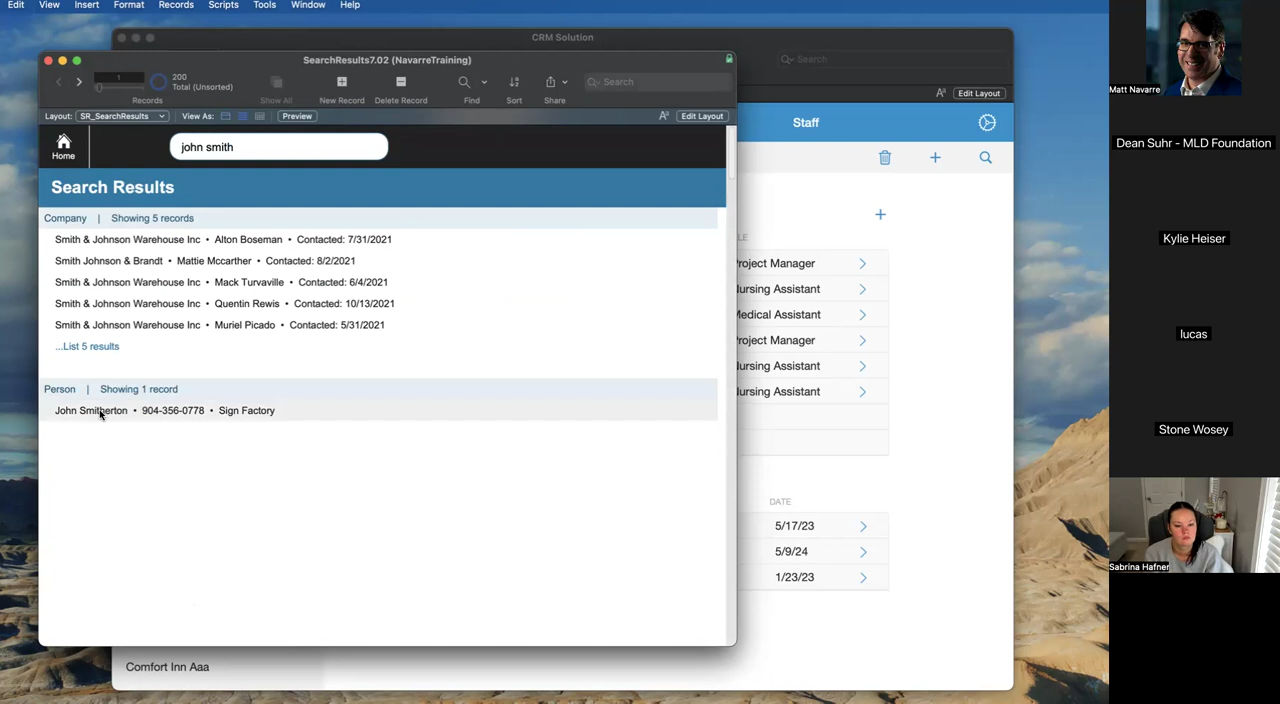 Edit View Insert Format Records Scripts Tools Window Help
CRM Solution
SearchResults7.02 (NavarreTraining)
Search
1
200
Total (Unsorted)
Search
Records
Show All
New Record
Delete Record
Find
Sort
Share
Edit Layout
Layout: SR_SearchResults View As: Preview
Edit Layout
Home
john smith
Staff
Search Results
Company | Showing 5 records
Smith & Johnson Warehouse Inc • Alton Boseman • Contacted: 7/31/2021
Smith Johnson & Brandt • Mattie Mccarther • Contacted: 8/2/2021
Smith & Johnson Warehouse Inc • Mack Turvaville • Contacted: 6/4/2021
Smith & Johnson Warehouse Inc • Quentin Rewis • Contacted: 10/13/2021
Smith & Johnson Warehouse Inc • Muriel Picado • Contacted: 5/31/2021
...List 5 results
Person | Showing 1 record
John Smitherton • 904-356-0778 • Sign Factory
Project Manager
Nursing Assistant
Medical Assistant
Project Manager
Nursing Assistant
Nursing Assistant
DATE
5/17/23
5/9/24
1/23/23
Comfort Inn Aaa
Matt Navarre
Dean Suhr - MLD Foundation
Kylie Heiser
lucas
Stone Wosey
Sabrina Hafner